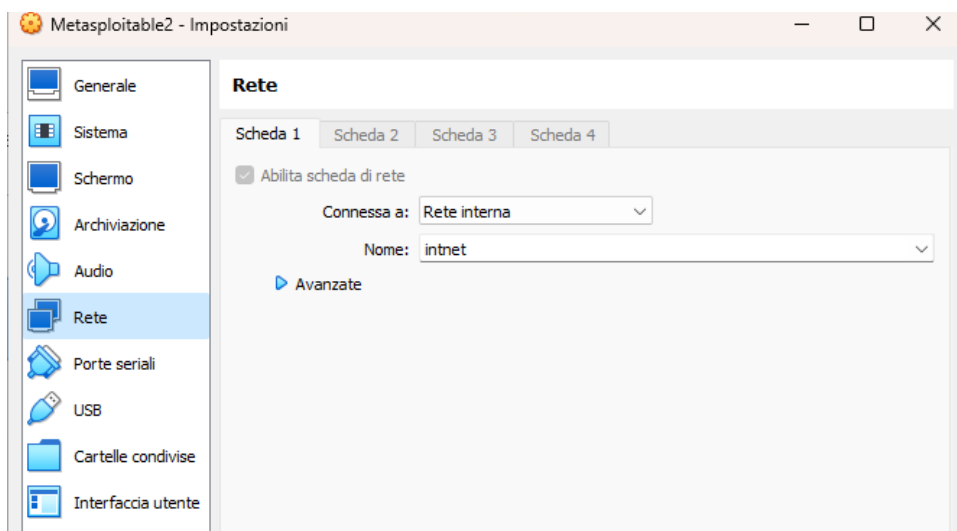 Metasploitable2 - Impostazioni
Generale
Sistema
Schermo
Archiviazione
Audio
Rete
Porte seriali
USB
Cartelle condivise
Interfaccia utente
Rete
Scheda 1 Scheda 2 Scheda 3 Scheda 4
Abilita scheda di rete
Connessa a: Rete interna
Nome: intnet
Avanzate